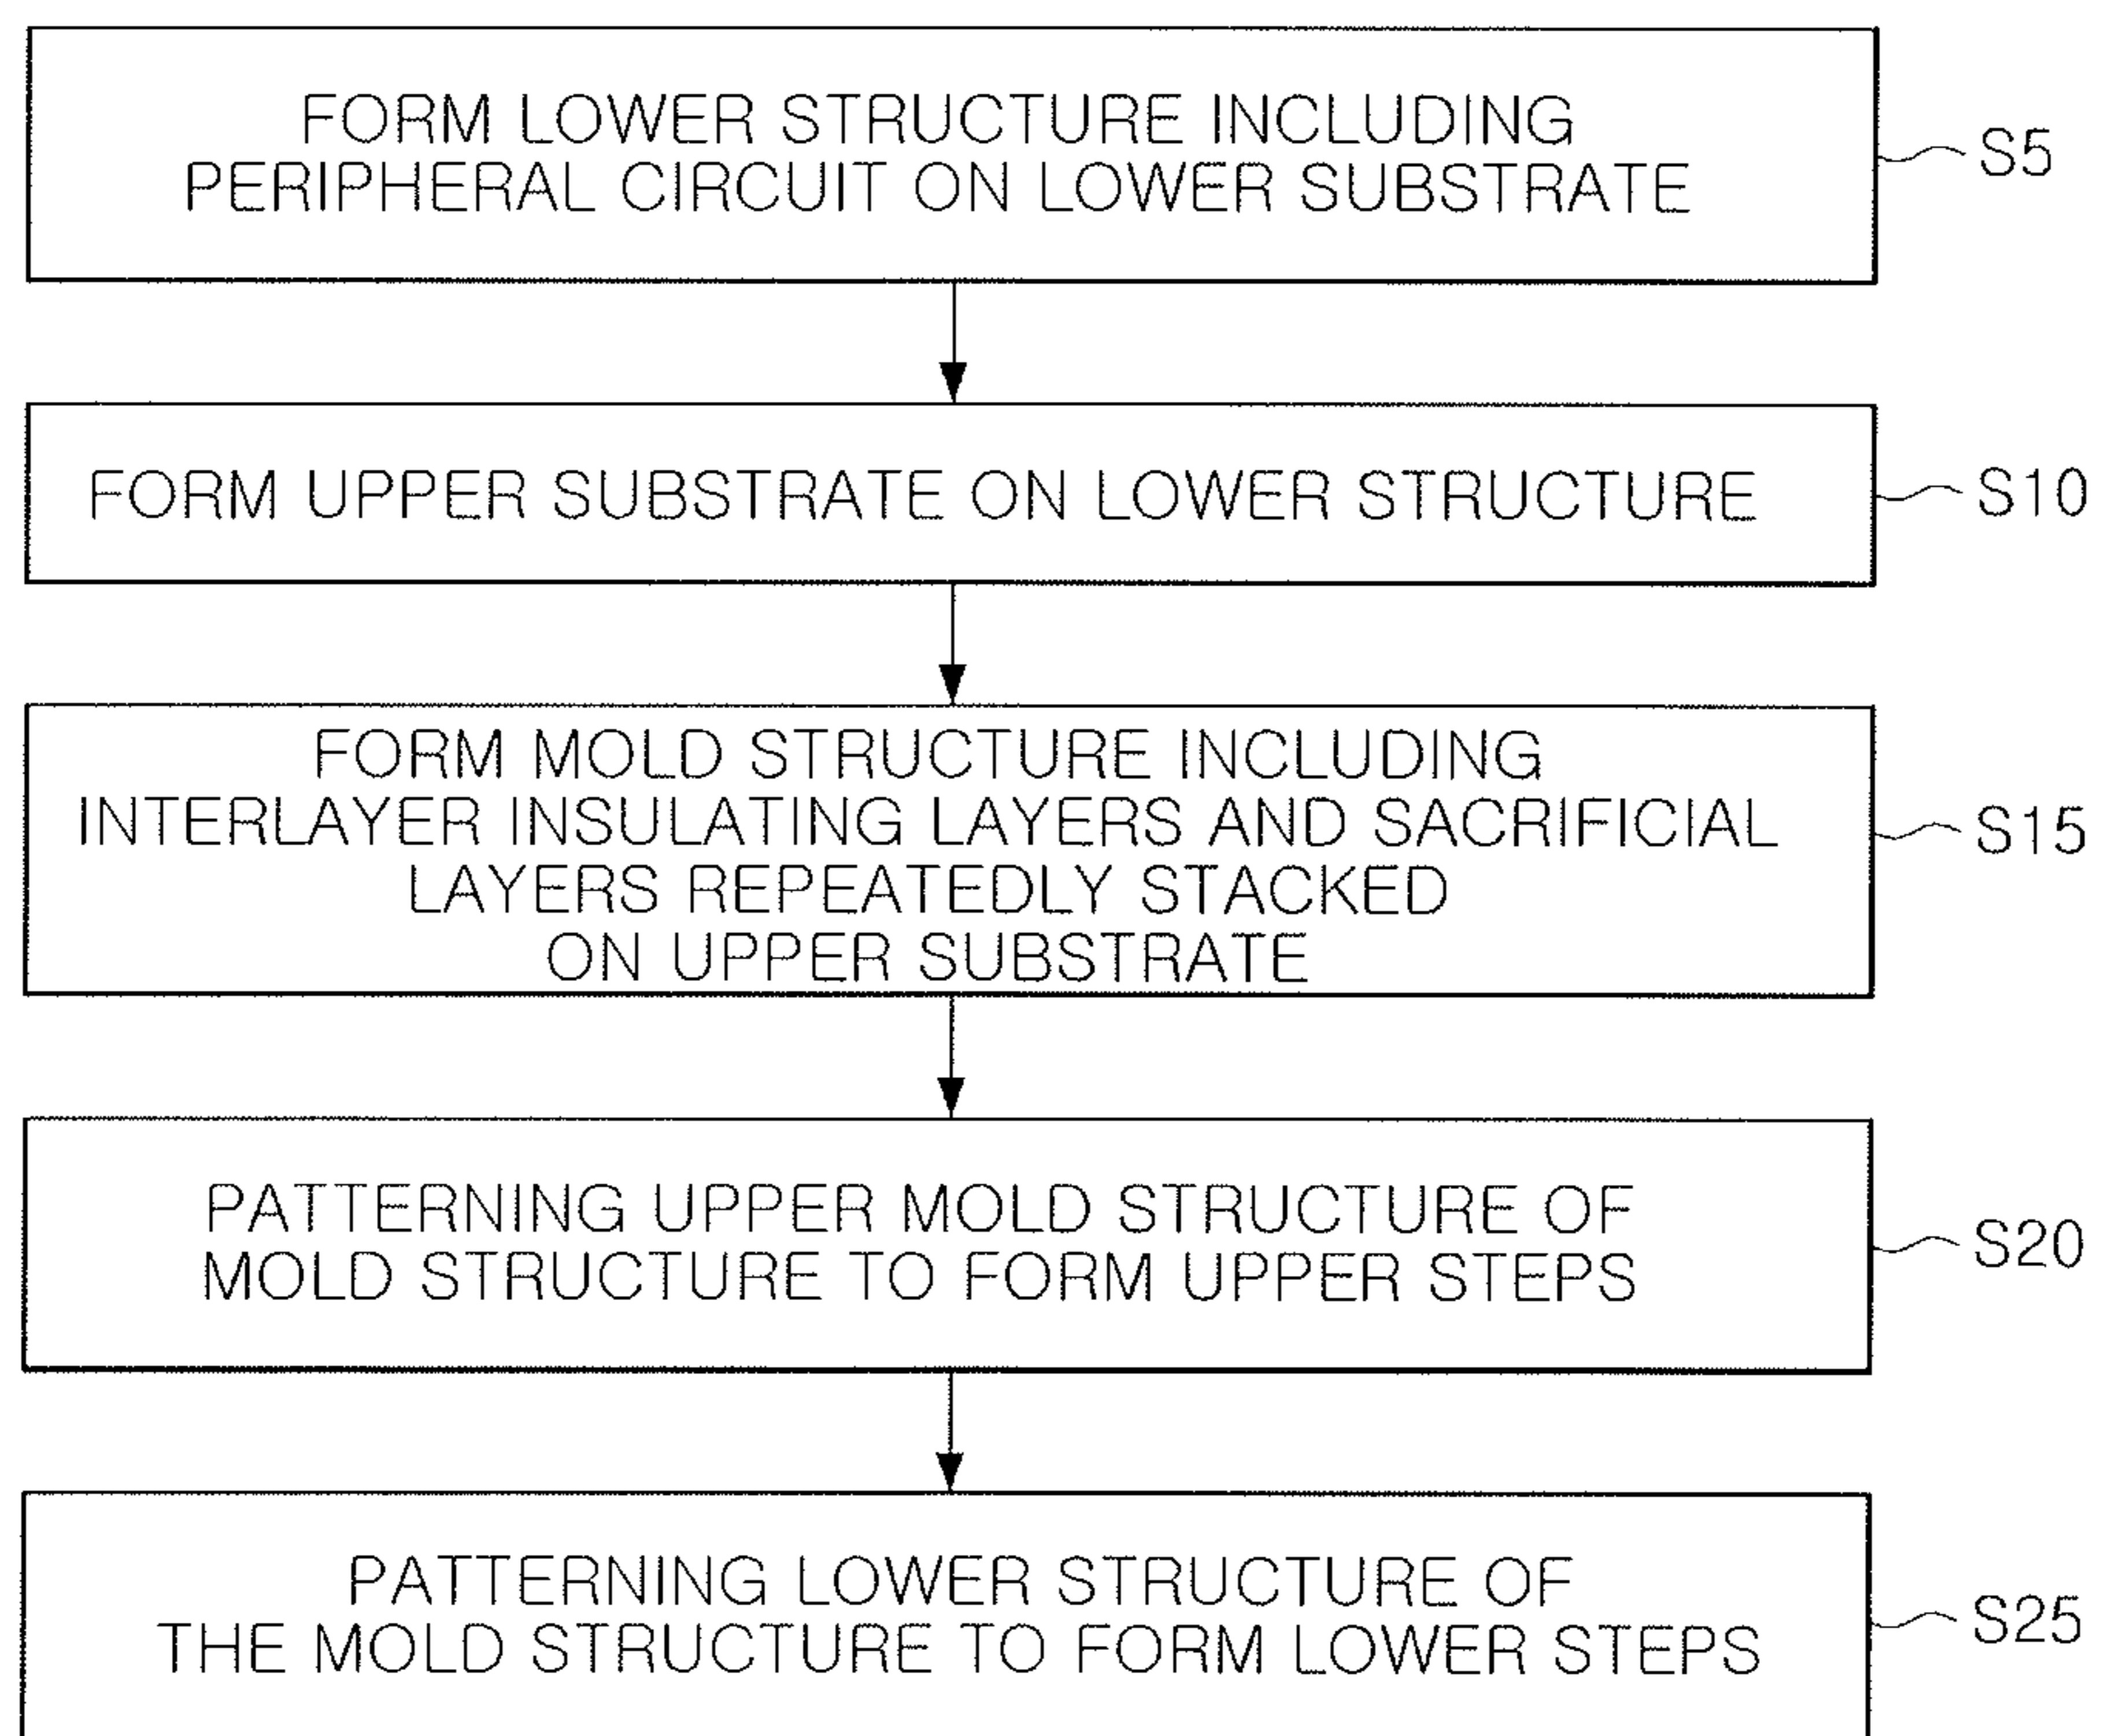 FORM LOWER STRUCTURE INCLUDING
PERIPHERAL CIRCUIT ON LOWER SUBSTRATE
S5
FORM UPPER SUBSTRATE ON LOWER STRUCTURE
S10
FORM MOLD STRUCTURE INCLUDING
INTERLAYER INSULATING LAYERS AND SACRIFICIAL
LAYERS REPEATEDLY STACKED
ON UPPER SUBSTRATE
S15
PATTERNING UPPER MOLD STRUCTURE OF
MOLD STRUCTURE TO FORM UPPER STEPS
S20
PATTERNING LOWER STRUCTURE OF
THE MOLD STRUCTURE TO FORM LOWER STEPS
S25